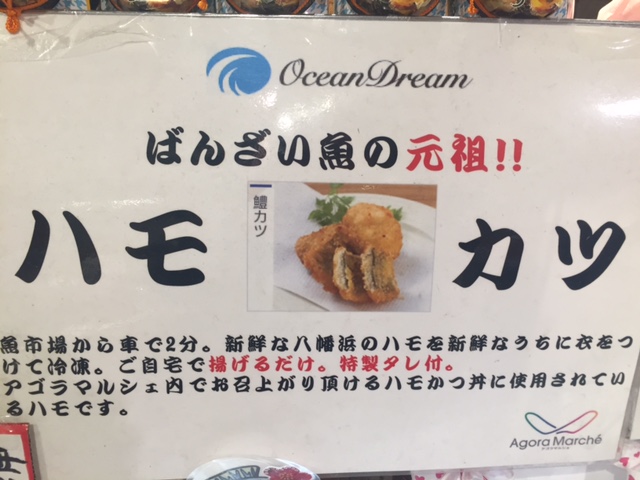 OceanDream
ばんざい魚の元祖!!
ハモ カツ
鱧カツ
魚市場から車で2分。新鮮な八幡浜のハモを新鮮なうちに衣をつ
けて冷凍。ご自宅で揚げるだけ。特製タレ付。
アゴラマルシェ内でお召上がり頂けるハモかつ丼に使用されてい
るハモです。
Agora Marché